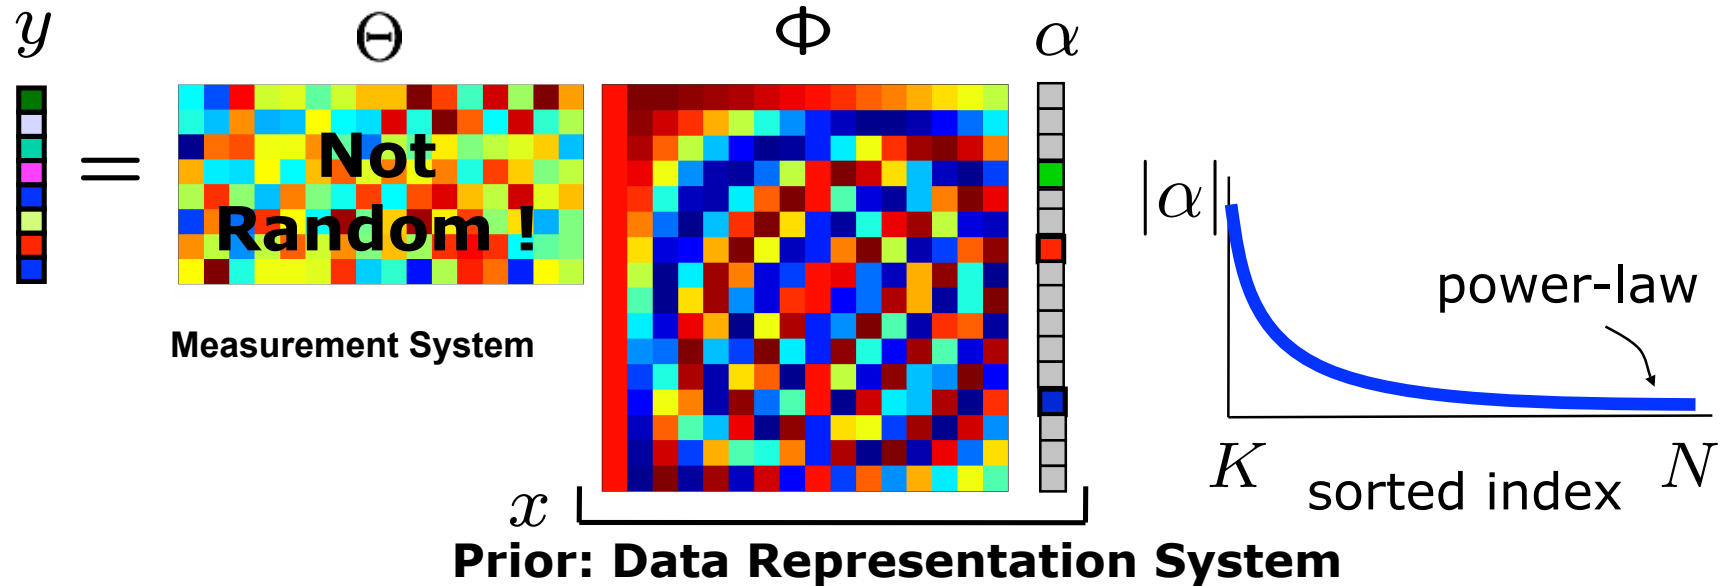 y
=
Θ
Φ
α
Not
Random !
Measurement System
x
Prior: Data Representation System
|α|
power-law
K
N
sorted index